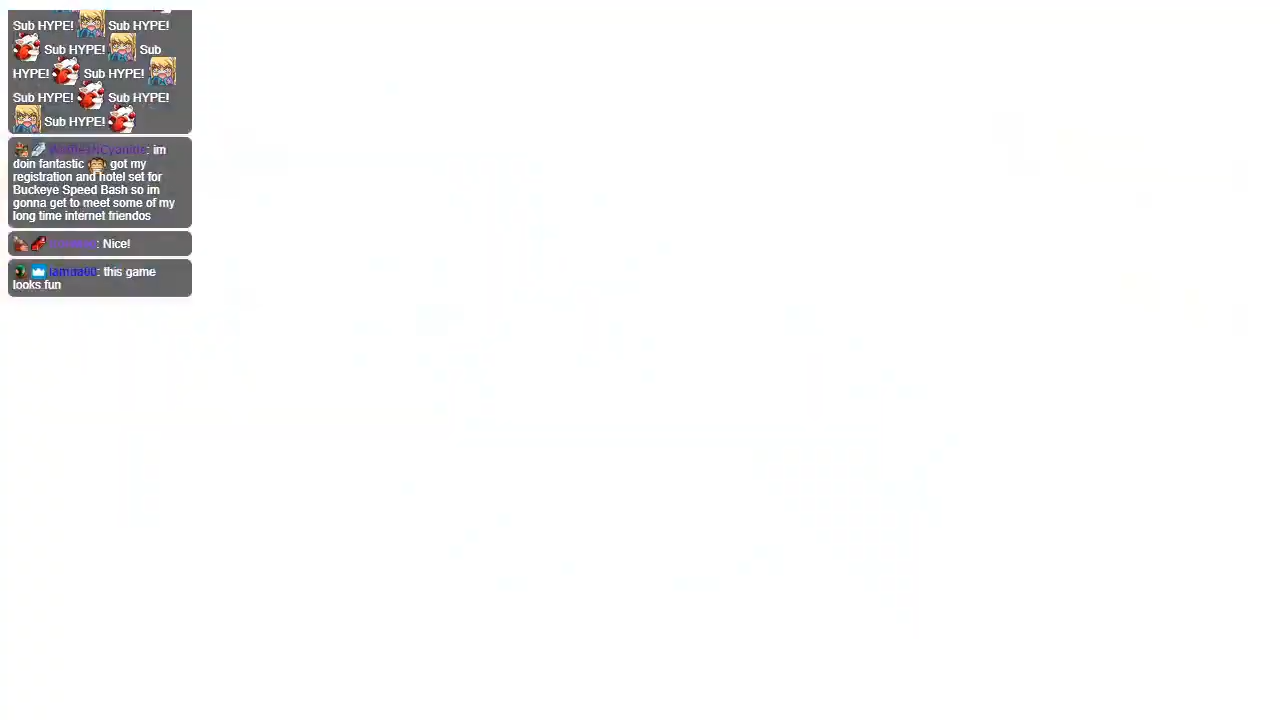 Sub HYPE! Sub HYPE!
Sub HYPE! Sub
HYPE! Sub HYPE!
Sub HYPE! Sub HYPE!
Sub HYPE!
: im
doin fantastic got my
registration and hotel set for
Buckeye Speed Bash so im
gonna get to meet some of my
long time internet friendos
: Nice!
: this game
looks fun